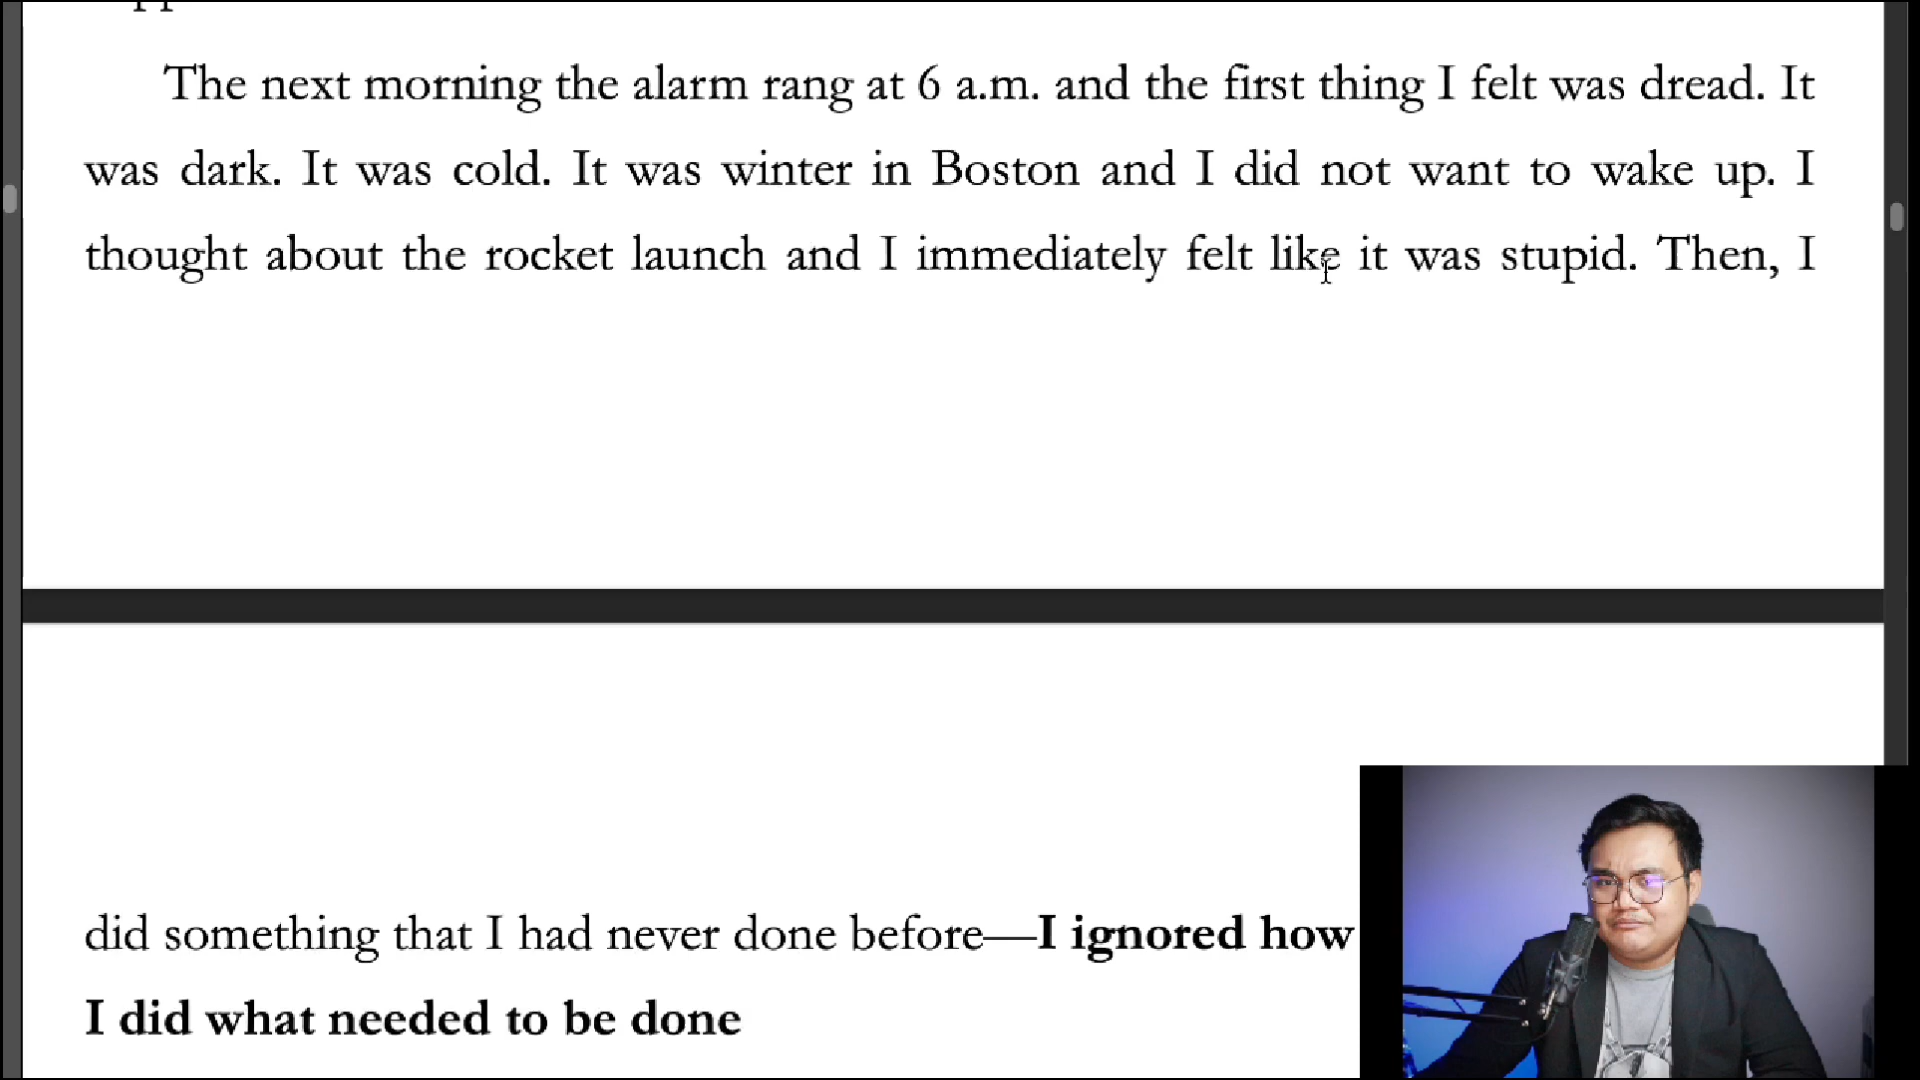 The next morning the alarm rang at 6 a.m. and the first thing I felt was dread. It
was dark. It was cold. It was winter in Boston and I did not want to wake up. I
thought about the rocket launch and I immediately felt like it was stupid. Then, I
did something that I had never done before—I ignored how
I did what needed to be done